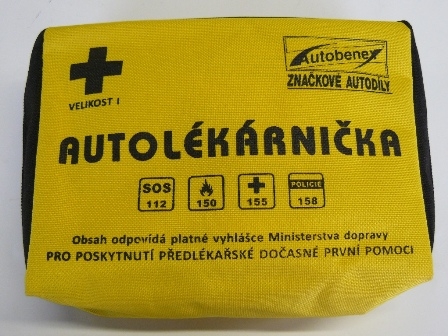 VELIKOST I
Autobenex
ZNAČKOVÉ AUTODÍLY
AUTOLÉKÁRNIČKA
SOS
112
150
155
POLICIE
158
Obsah odpovídá platné vyhlášce Ministerstva dopravy
PRO POSKYTNUTÍ PŘEDLÉKAŘSKÉ DOČASNÉ PRVNÍ POMOCI